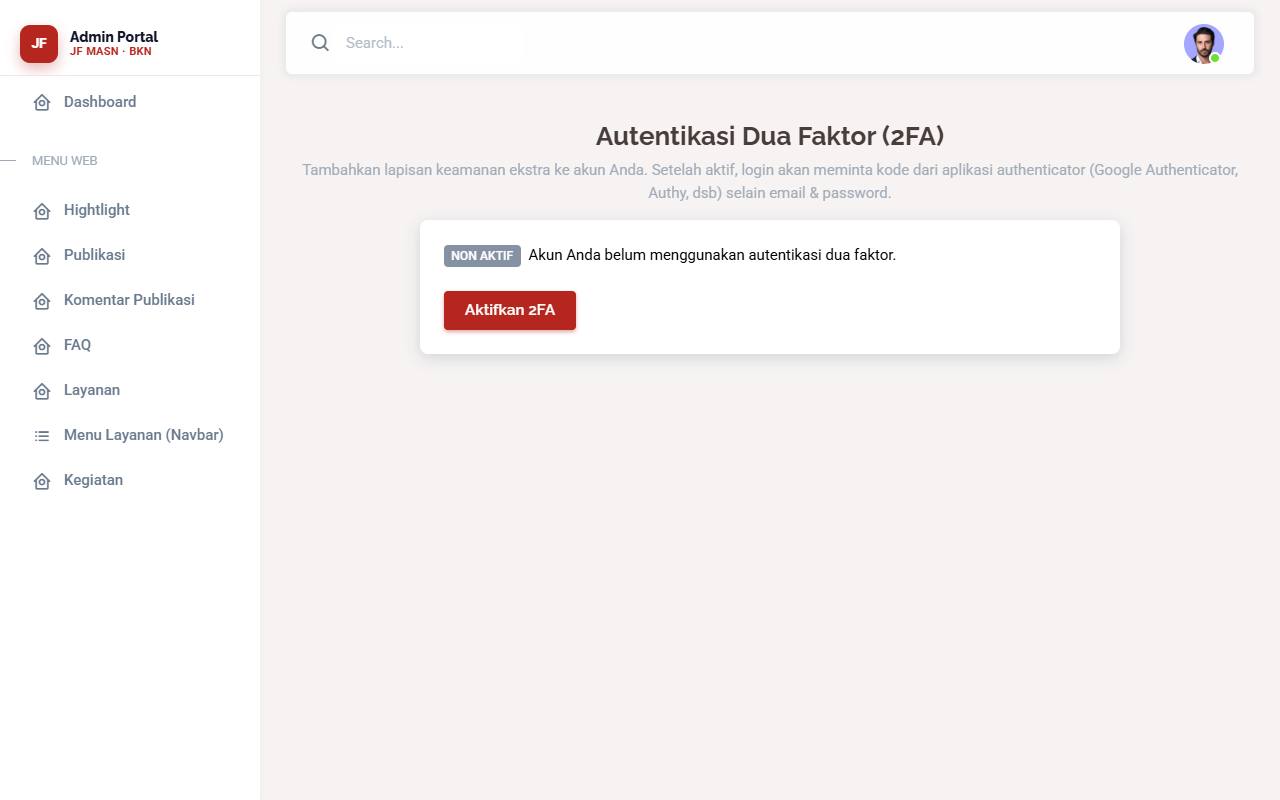 JF
Admin Portal
JF MASN · BKN
Search...
Dashboard
MENU WEB
Hightlight
Publikasi
Komentar Publikasi
FAQ
Layanan
Menu Layanan (Navbar)
Kegiatan
Autentikasi Dua Faktor (2FA)
Tambahkan lapisan keamanan ekstra ke akun Anda. Setelah aktif, login akan meminta kode dari aplikasi authenticator (Google Authenticator,
Authy, dsb) selain email & password.
NON AKTIF Akun Anda belum menggunakan autentikasi dua faktor.
Aktifkan 2FA